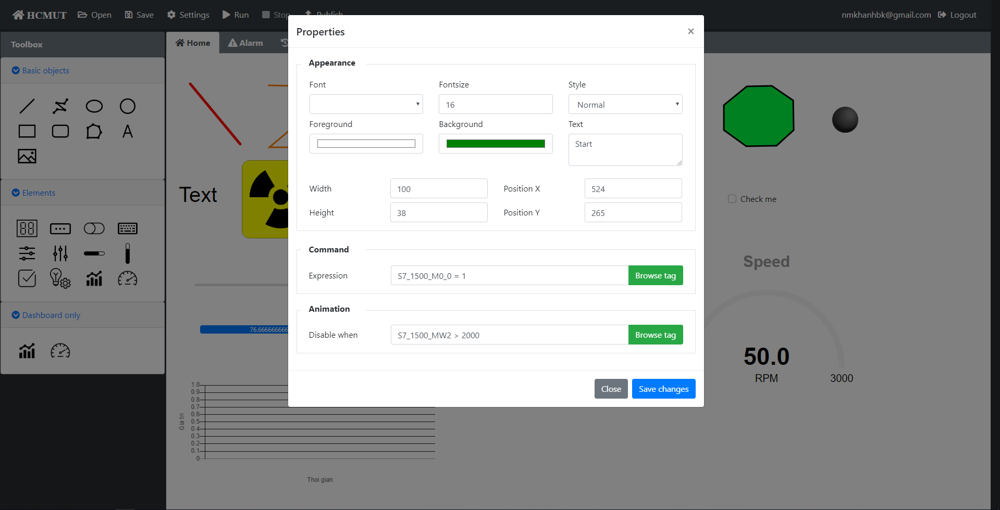 HCMUT Open Save Settings Run Stop Publish nmkhanhbk@gmail.com Logout
Toolbox
Home Alarm
Basic objects
A
Elements
Dashboard only
Text
76.666666666
1.0
0.9
0.8
0.7
0.6
0.5
0.4
0.3
0.2
0.1
0
Gia tri
Thoi gian
Properties ×
Appearance
Font Fontsize Style
16 Normal
Foreground Background Text
Start
Width 100 Position X 524
Height 38 Position Y 265
Command
Expression S7_1500_M0_0 = 1 Browse tag
Animation
Disable when S7_1500_MW2 > 2000 Browse tag
Close Save changes
Check me
Speed
50.0
RPM 3000